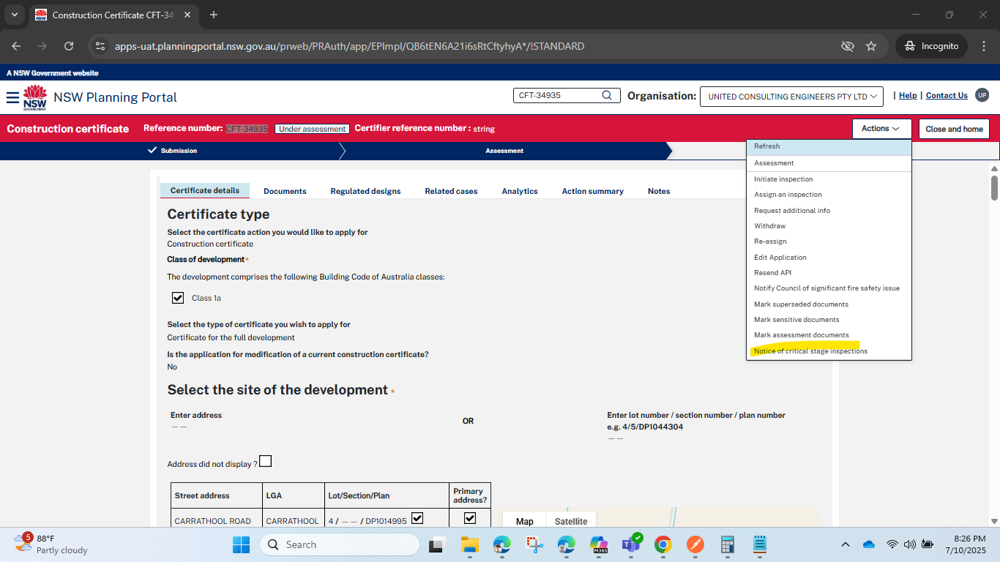 Construction Certificate CFT-34
apps-uat.planningportal.nsw.gov.au/prweb/PRAuth/app/EPImpl/QB6tEN6A21i6sRtCftyhyA*/!STANDARD
Incognito
A NSW Government website
NSW GOVERNMENT
NSW Planning Portal
CFT-34935
Organisation:
UNITED CONSULTING ENGINEERS PTY LTD
| Help | Contact Us
UP
Construction certificate
Reference number: CFT-34935
Under assessment
Certifier reference number : string
Actions
Close and home
Submission
Assessment
Refresh
Assessment
Initiate inspection
Assign an inspection
Request additional info
Withdraw
Re-assign
Edit Application
Resend API
Notify Council of significant fire safety issue
Mark superseded documents
Mark sensitive documents
Mark assessment documents
Notice of critical stage inspections
Certificate details
Documents
Regulated designs
Related cases
Analytics
Action summary
Notes
Certificate type
Select the certificate action you would like to apply for
Construction certificate
Class of development*
The development comprises the following Building Code of Australia classes:
Class 1a
Select the type of certificate you wish to apply for
Certificate for the full development
Is the application for modification of a current construction certificate?
No
Select the site of the development *
Enter address
— —
OR
Enter lot number / section number / plan number
e.g. 4/5/DP1044304
— —
Address did not display ?
Street address
LGA
Lot/Section/Plan
Primary
address?
CARRATHOOL ROAD
CARRATHOOL
4 / — — / DP1014995
Map
Satellite
5
88°F
Partly cloudy
Search
M365
8:26 PM
7/10/2025